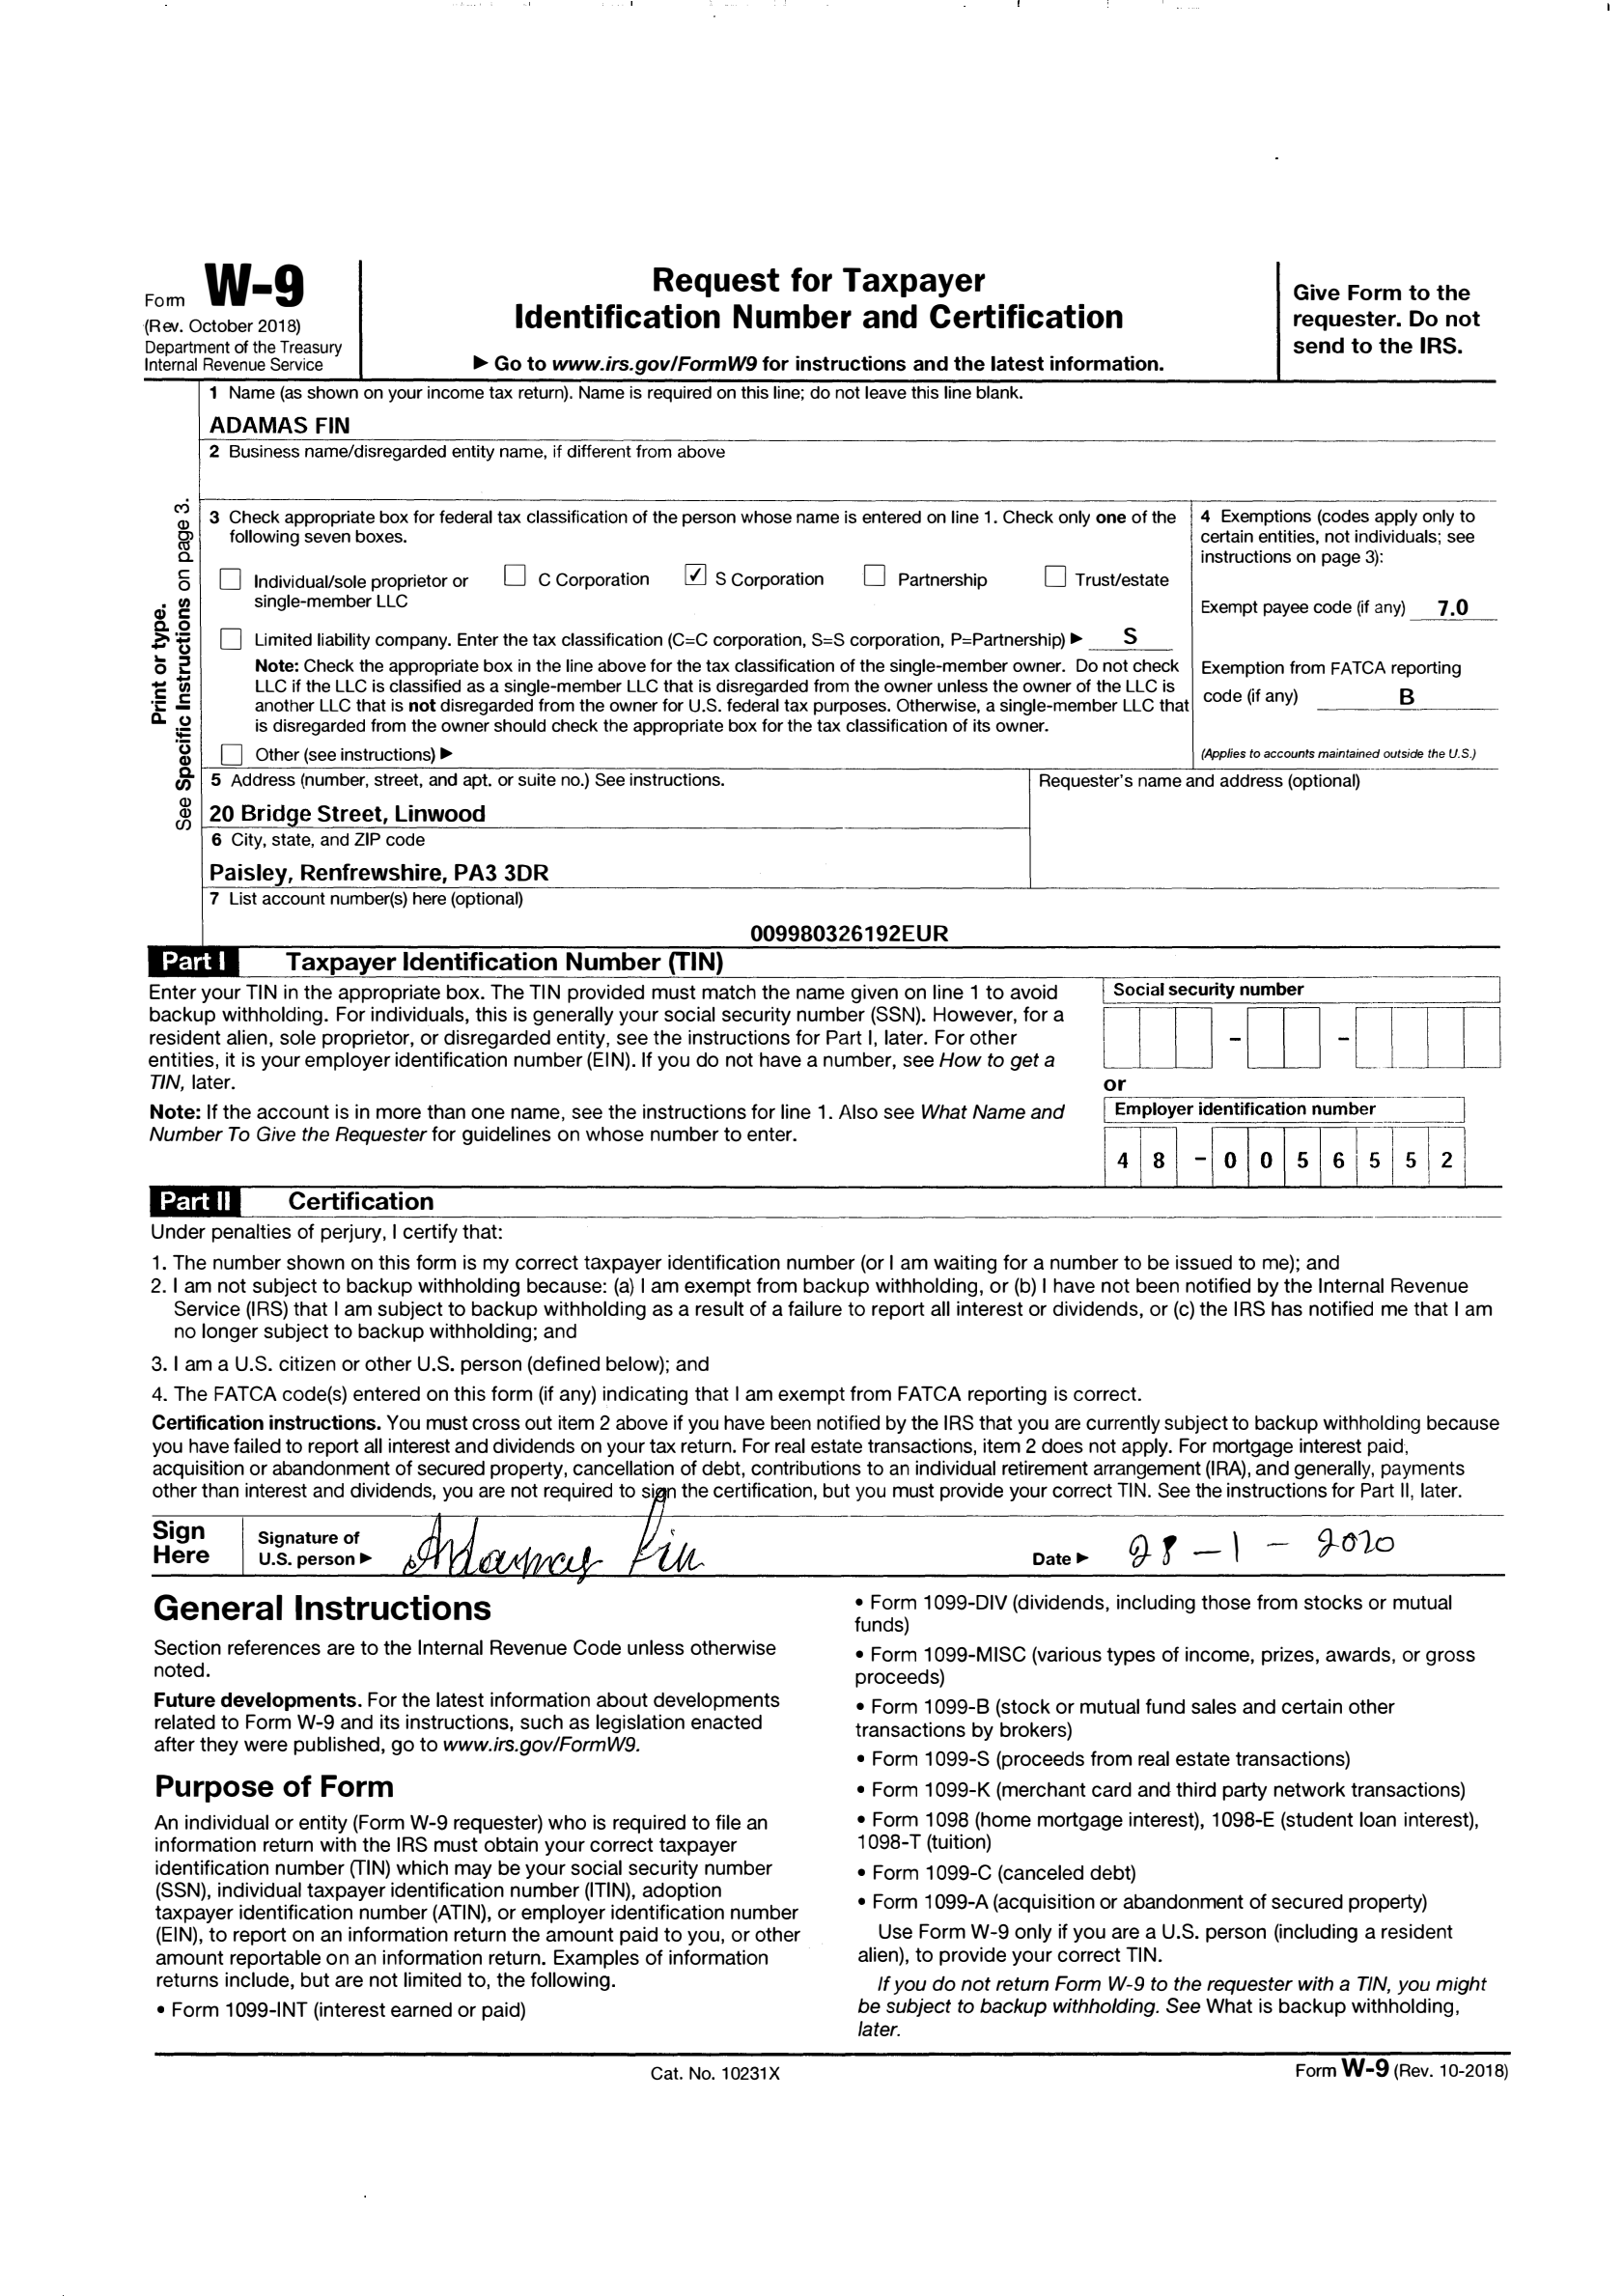 Form W-9
(Rev. October 2018)
Department of the Treasury
Internal Revenue Service
Request for Taxpayer
Identification Number and Certification
► Go to www.irs.gov/FormW9 for instructions and the latest information.
Give Form to the
requester. Do not
send to the IRS.
Print or type.
See Specific Instructions on page 3.
1 Name (as shown on your income tax return). Name is required on this line; do not leave this line blank.
ADAMAS FIN
2 Business name/disregarded entity name, if different from above
3 Check appropriate box for federal tax classification of the person whose name is entered on line 1. Check only one of the
following seven boxes.
Individual/sole proprietor or
single-member LLC
C Corporation
✓ S Corporation
Partnership
Trust/estate
Limited liability company. Enter the tax classification (C=C corporation, S=S corporation, P=Partnership) ► S
Note: Check the appropriate box in the line above for the tax classification of the single-member owner. Do not check
LLC if the LLC is classified as a single-member LLC that is disregarded from the owner unless the owner of the LLC is
another LLC that is not disregarded from the owner for U.S. federal tax purposes. Otherwise, a single-member LLC that
is disregarded from the owner should check the appropriate box for the tax classification of its owner.
Other (see instructions) ►
4 Exemptions (codes apply only to
certain entities, not individuals; see
instructions on page 3):
Exempt payee code (if any) 7.0
Exemption from FATCA reporting
code (if any) B
(Applies to accounts maintained outside the U.S.)
5 Address (number, street, and apt. or suite no.) See instructions.
20 Bridge Street, Linwood
6 City, state, and ZIP code
Paisley, Renfrewshire, PA3 3DR
Requester's name and address (optional)
7 List account number(s) here (optional)
009980326192EUR
Part I Taxpayer Identification Number (TIN)
Enter your TIN in the appropriate box. The TIN provided must match the name given on line 1 to avoid
backup withholding. For individuals, this is generally your social security number (SSN). However, for a
resident alien, sole proprietor, or disregarded entity, see the instructions for Part I, later. For other
entities, it is your employer identification number (EIN). If you do not have a number, see How to get a
TIN, later.
Note: If the account is in more than one name, see the instructions for line 1. Also see What Name and
Number To Give the Requester for guidelines on whose number to enter.
Social security number
– –
or
Employer identification number
4 8 – 0 0 5 6 5 5 2
Part II Certification
Under penalties of perjury, I certify that:
1. The number shown on this form is my correct taxpayer identification number (or I am waiting for a number to be issued to me); and
2. I am not subject to backup withholding because: (a) I am exempt from backup withholding, or (b) I have not been notified by the Internal Revenue
Service (IRS) that I am subject to backup withholding as a result of a failure to report all interest or dividends, or (c) the IRS has notified me that I am
no longer subject to backup withholding; and
3. I am a U.S. citizen or other U.S. person (defined below); and
4. The FATCA code(s) entered on this form (if any) indicating that I am exempt from FATCA reporting is correct.
Certification instructions. You must cross out item 2 above if you have been notified by the IRS that you are currently subject to backup withholding because
you have failed to report all interest and dividends on your tax return. For real estate transactions, item 2 does not apply. For mortgage interest paid,
acquisition or abandonment of secured property, cancellation of debt, contributions to an individual retirement arrangement (IRA), and generally, payments
other than interest and dividends, you are not required to sign the certification, but you must provide your correct TIN. See the instructions for Part II, later.
Sign
Here
Signature of
U.S. person ►
Adamas Fin
Date ► 28-1-2020
General Instructions
Section references are to the Internal Revenue Code unless otherwise
noted.
Future developments. For the latest information about developments
related to Form W-9 and its instructions, such as legislation enacted
after they were published, go to www.irs.gov/FormW9.
Purpose of Form
An individual or entity (Form W-9 requester) who is required to file an
information return with the IRS must obtain your correct taxpayer
identification number (TIN) which may be your social security number
(SSN), individual taxpayer identification number (ITIN), adoption
taxpayer identification number (ATIN), or employer identification number
(EIN), to report on an information return the amount paid to you, or other
amount reportable on an information return. Examples of information
returns include, but are not limited to, the following.
• Form 1099-INT (interest earned or paid)
• Form 1099-DIV (dividends, including those from stocks or mutual
funds)
• Form 1099-MISC (various types of income, prizes, awards, or gross
proceeds)
• Form 1099-B (stock or mutual fund sales and certain other
transactions by brokers)
• Form 1099-S (proceeds from real estate transactions)
• Form 1099-K (merchant card and third party network transactions)
• Form 1098 (home mortgage interest), 1098-E (student loan interest),
1098-T (tuition)
• Form 1099-C (canceled debt)
• Form 1099-A (acquisition or abandonment of secured property)
Use Form W-9 only if you are a U.S. person (including a resident
alien), to provide your correct TIN.
If you do not return Form W-9 to the requester with a TIN, you might
be subject to backup withholding. See What is backup withholding,
later.
Cat. No. 10231X
Form W-9 (Rev. 10-2018)